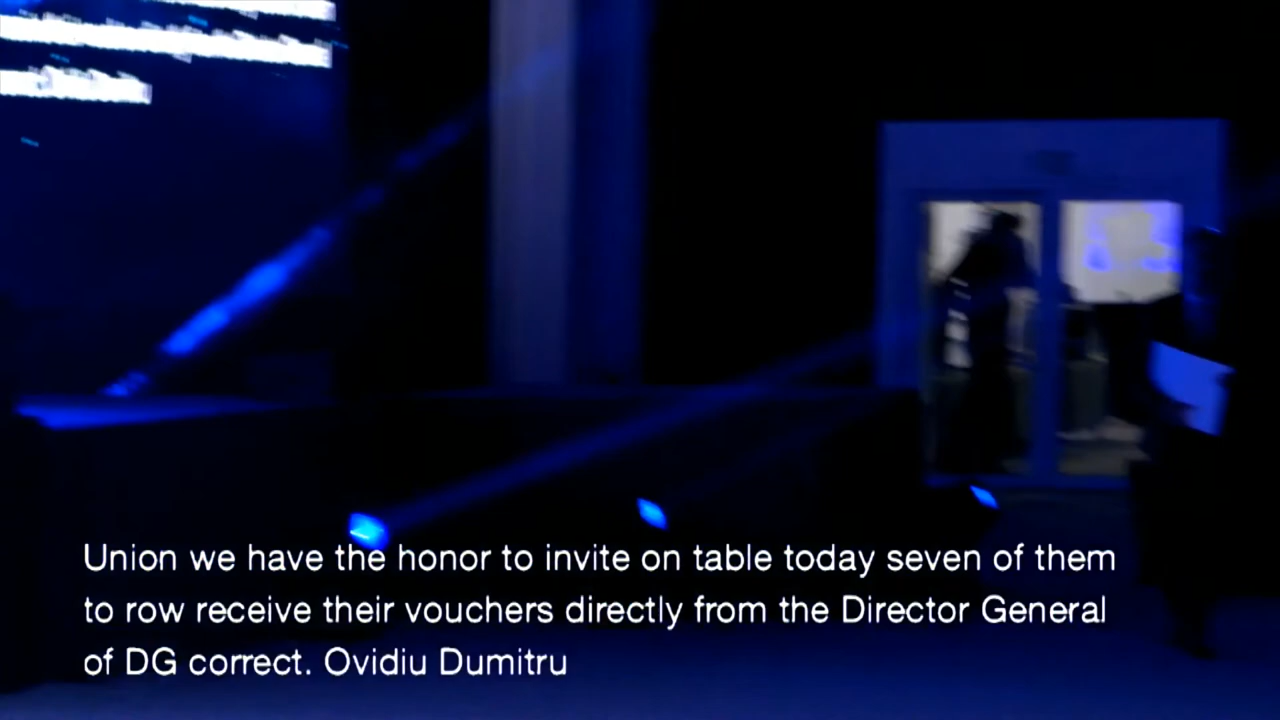 Union we have the honor to invite on table today seven of them
to row receive their vouchers directly from the Director General
of DG correct. Ovidiu Dumitru